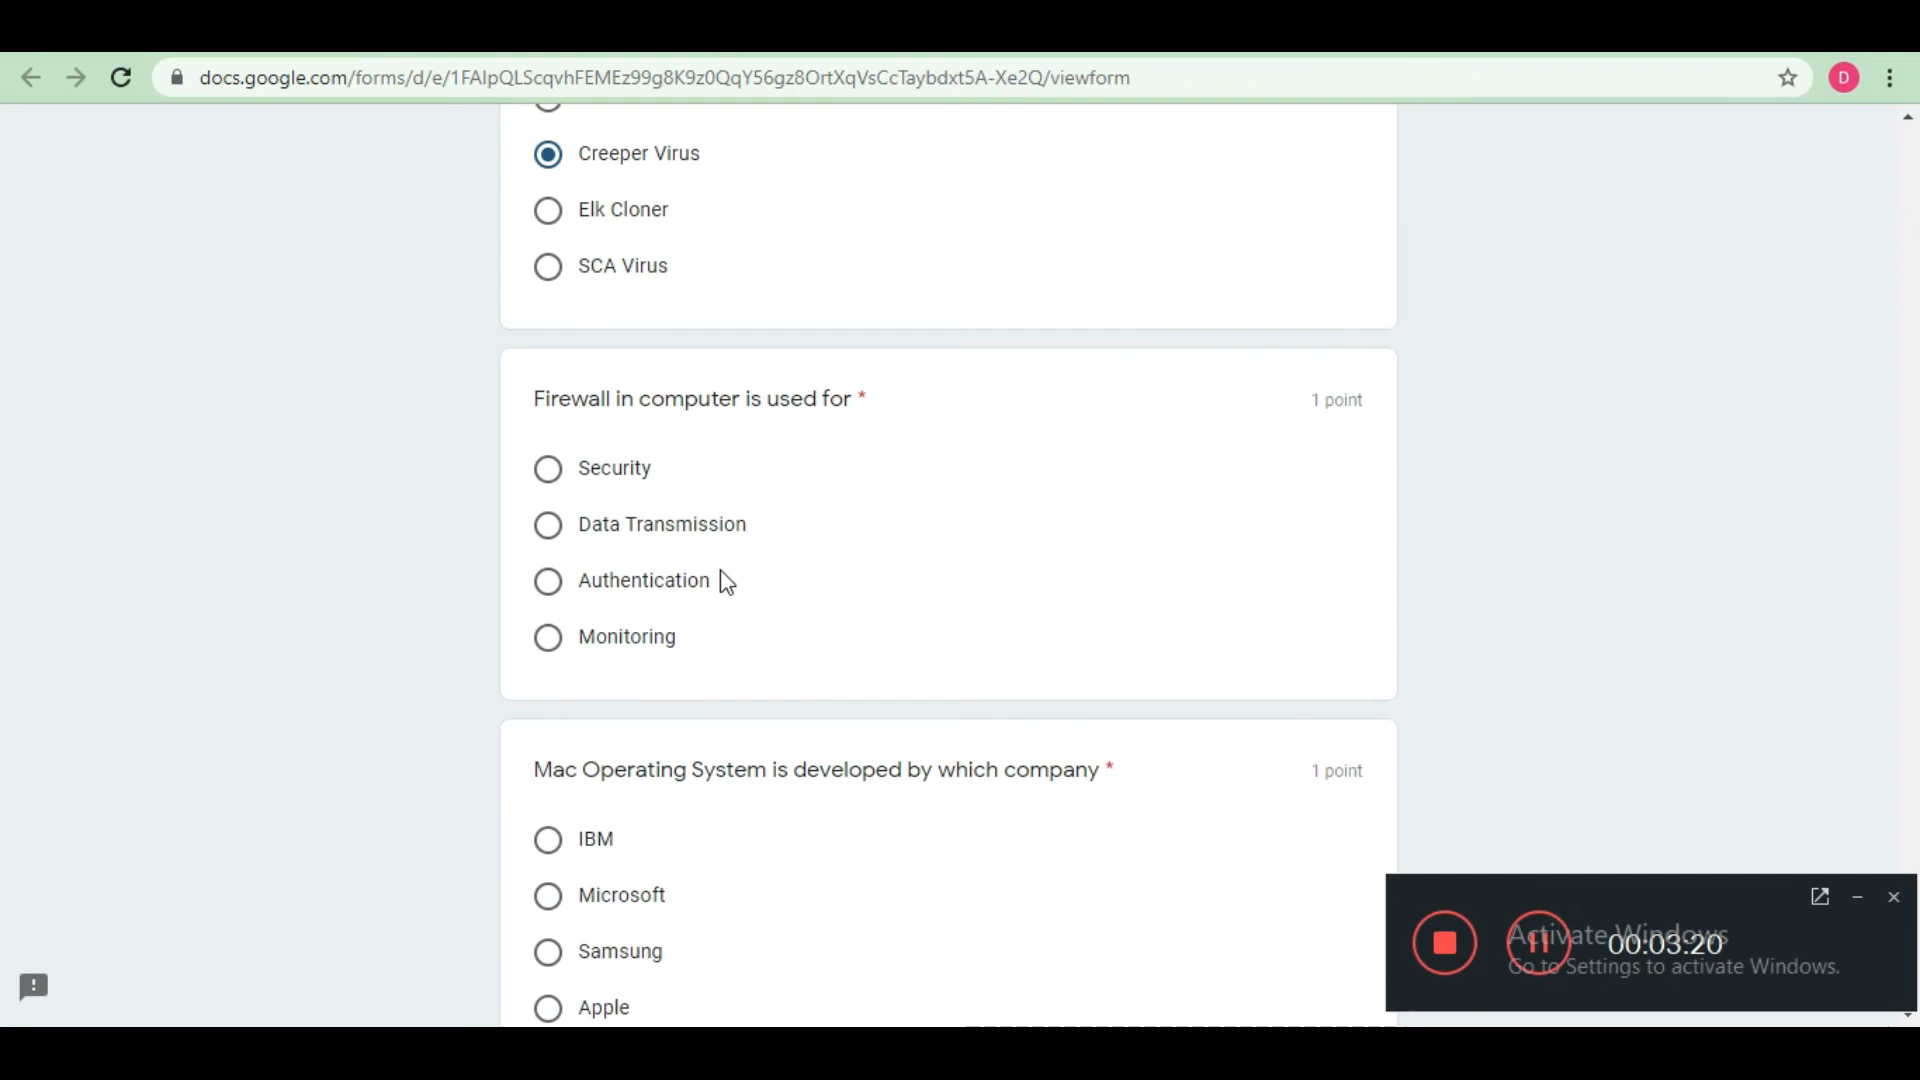 docs.google.com/forms/d/e/1FAIpQLScqvhFEMEz99g8K9z0QqY56gz8OrtXqVsCcTaybdxt5A-Xe2Q/viewform
D
Creeper Virus
Elk Cloner
SCA Virus
Firewall in computer is used for *
1 point
Security
Data Transmission
Authentication
Monitoring
Mac Operating System is developed by which company *
1 point
IBM
Microsoft
Samsung
Apple
Activate Windows
00:03:20
Go to Settings to activate Windows.